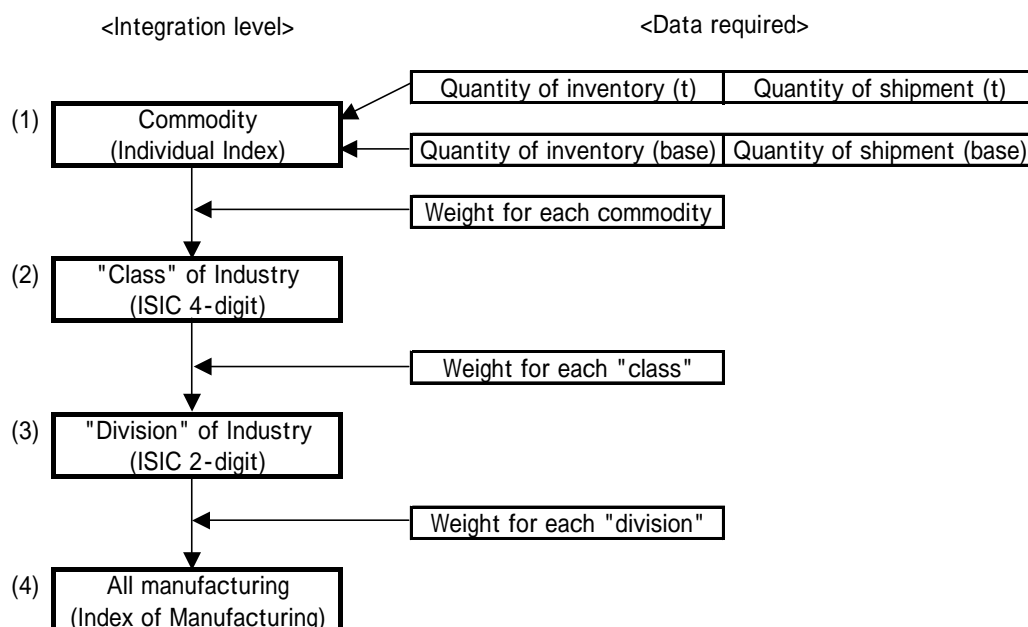 <Integration level> <Data required>
Quantity of inventory (t) Quantity of shipment (t)
(1) Commodity
(Individual Index)
Quantity of inventory (base) Quantity of shipment (base)
Weight for each commodity
(2) "Class" of Industry
(ISIC 4-digit)
Weight for each "class"
(3) "Division" of Industry
(ISIC 2-digit)
Weight for each "division"
(4) All manufacturing
(Index of Manufacturing)